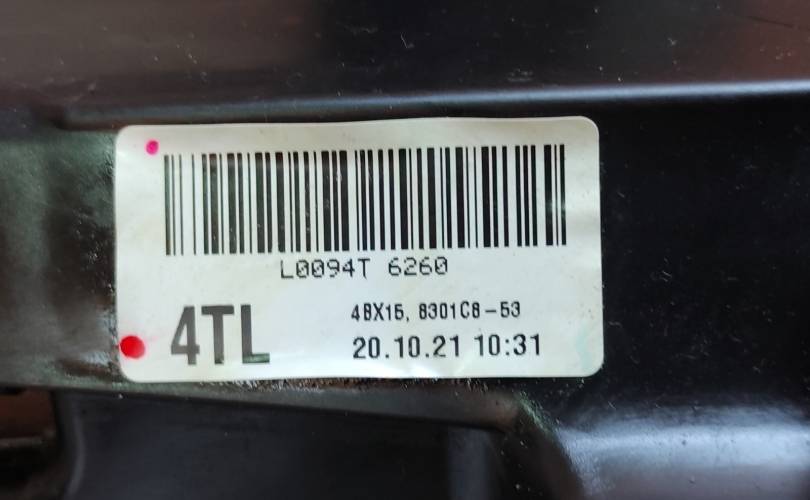 L0094T 6260
4TL
4BX15, 8301C8-53
20.10.21 10:31